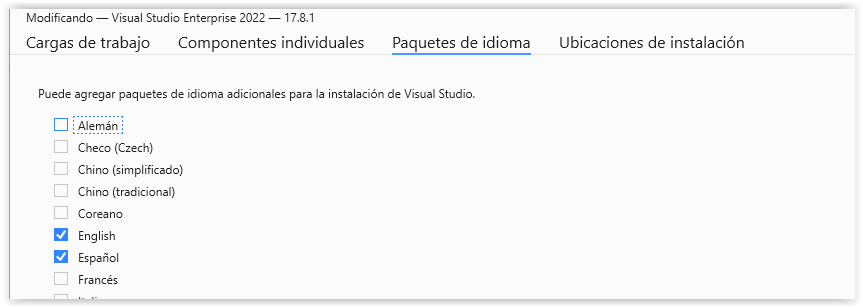 Modificando — Visual Studio Enterprise 2022 — 17.8.1
Cargas de trabajo Componentes individuales Paquetes de idioma Ubicaciones de instalación
Puede agregar paquetes de idioma adicionales para la instalación de Visual Studio.
Alemán
Checo (Czech)
Chino (simplificado)
Chino (tradicional)
Coreano
English
Español
Francés